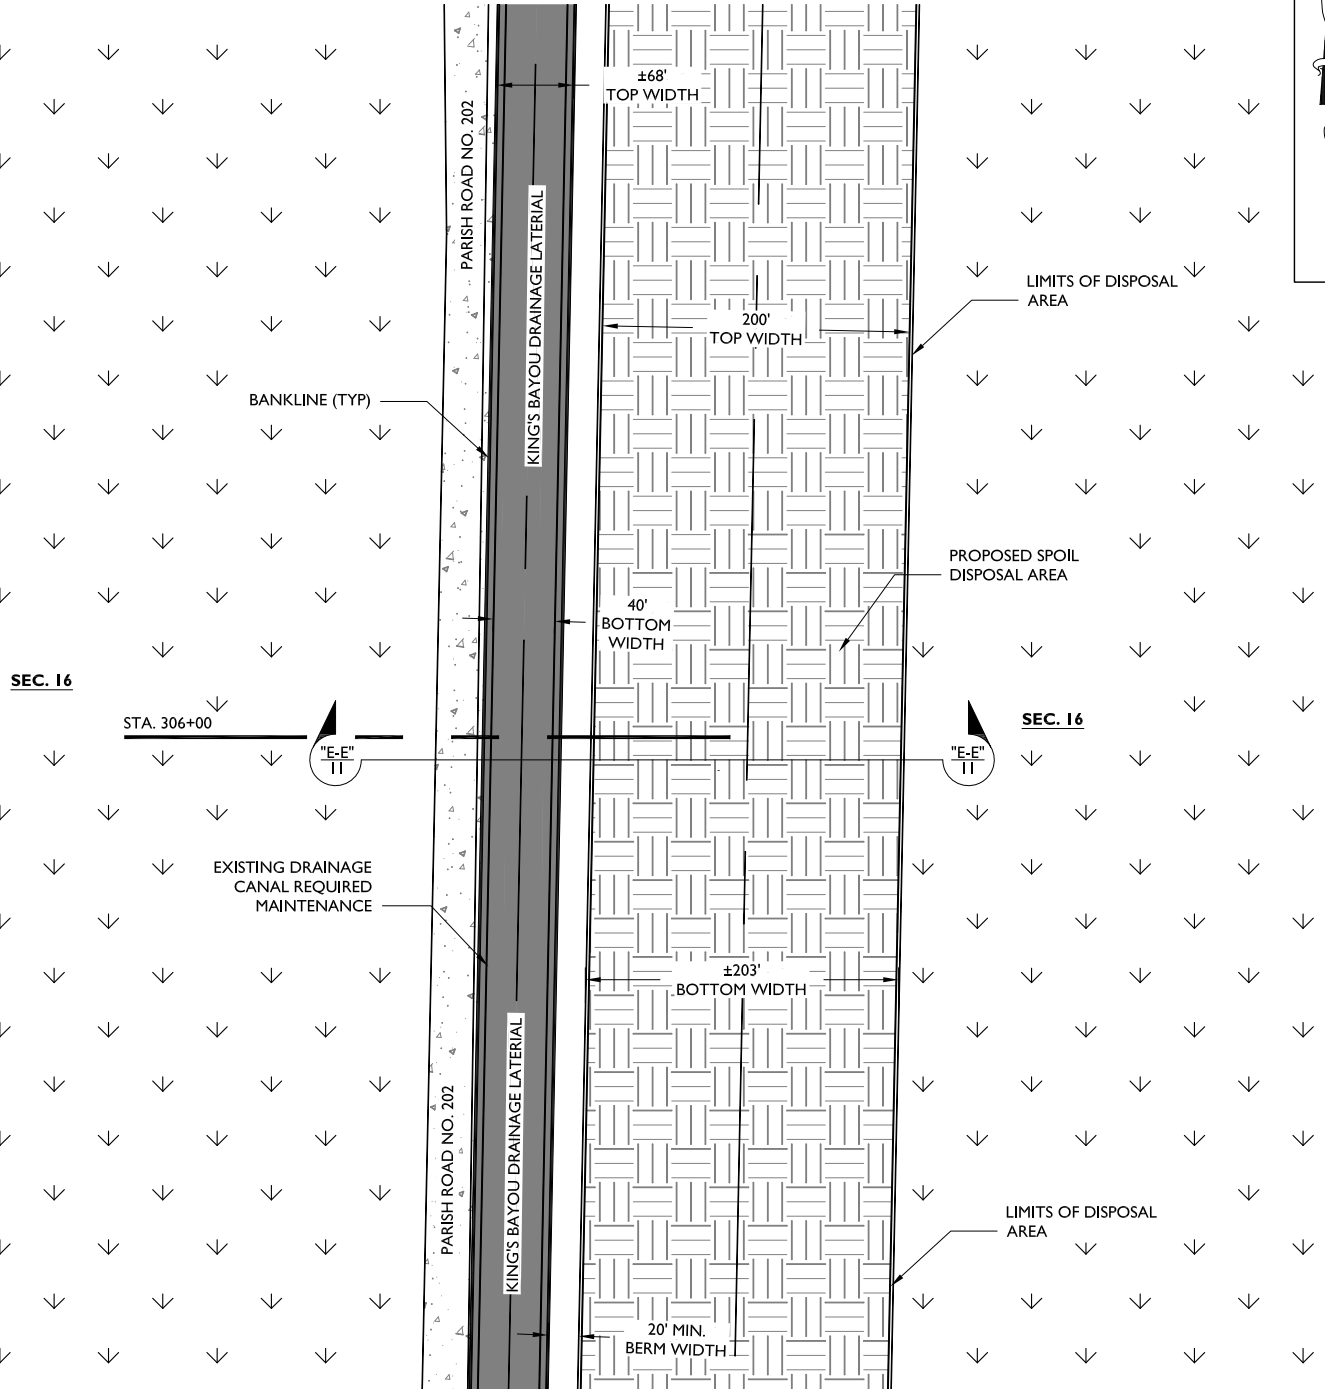 ±68'
TOP WIDTH
PARISH ROAD NO. 202
KING'S BAYOU DRAINAGE LATERIAL
LIMITS OF DISPOSAL
AREA
200'
TOP WIDTH
BANKLINE (TYP)
PROPOSED SPOIL
DISPOSAL AREA
40'
BOTTOM
WIDTH
SEC. 16
STA. 306+00
SEC. 16
"E-E"
11
"E-E"
11
EXISTING DRAINAGE
CANAL REQUIRED
MAINTENANCE
±203'
BOTTOM WIDTH
KING'S BAYOU DRAINAGE LATERIAL
PARISH ROAD NO. 202
LIMITS OF DISPOSAL
AREA
20' MIN.
BERM WIDTH